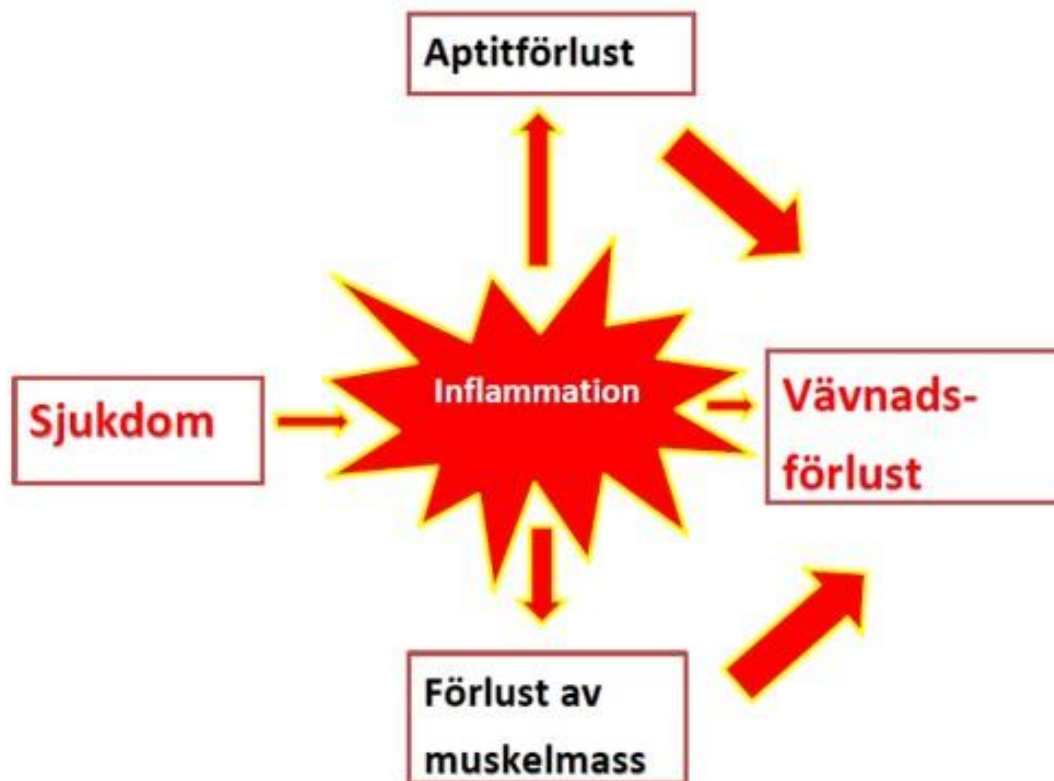 Aptitförlust
Inflammation
Sjukdom
Vävnads-
förlust
Förlust av
muskelmass